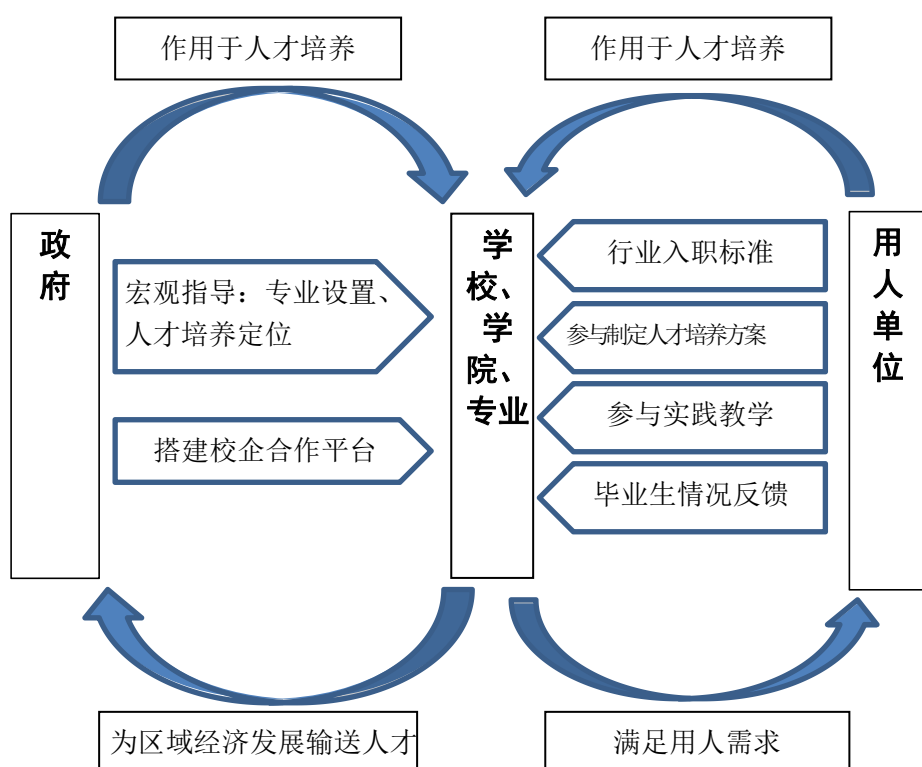 作用于人才培养
作用于人才培养
政
府
宏观指导：专业设置、
人才培养定位
搭建校企合作平台
学
校、
学
院、
专业
行业入职标准
参与制定人才培养方案
参与实践教学
毕业生情况反馈
用
人
单
位
为区域经济发展输送人才
满足用人需求